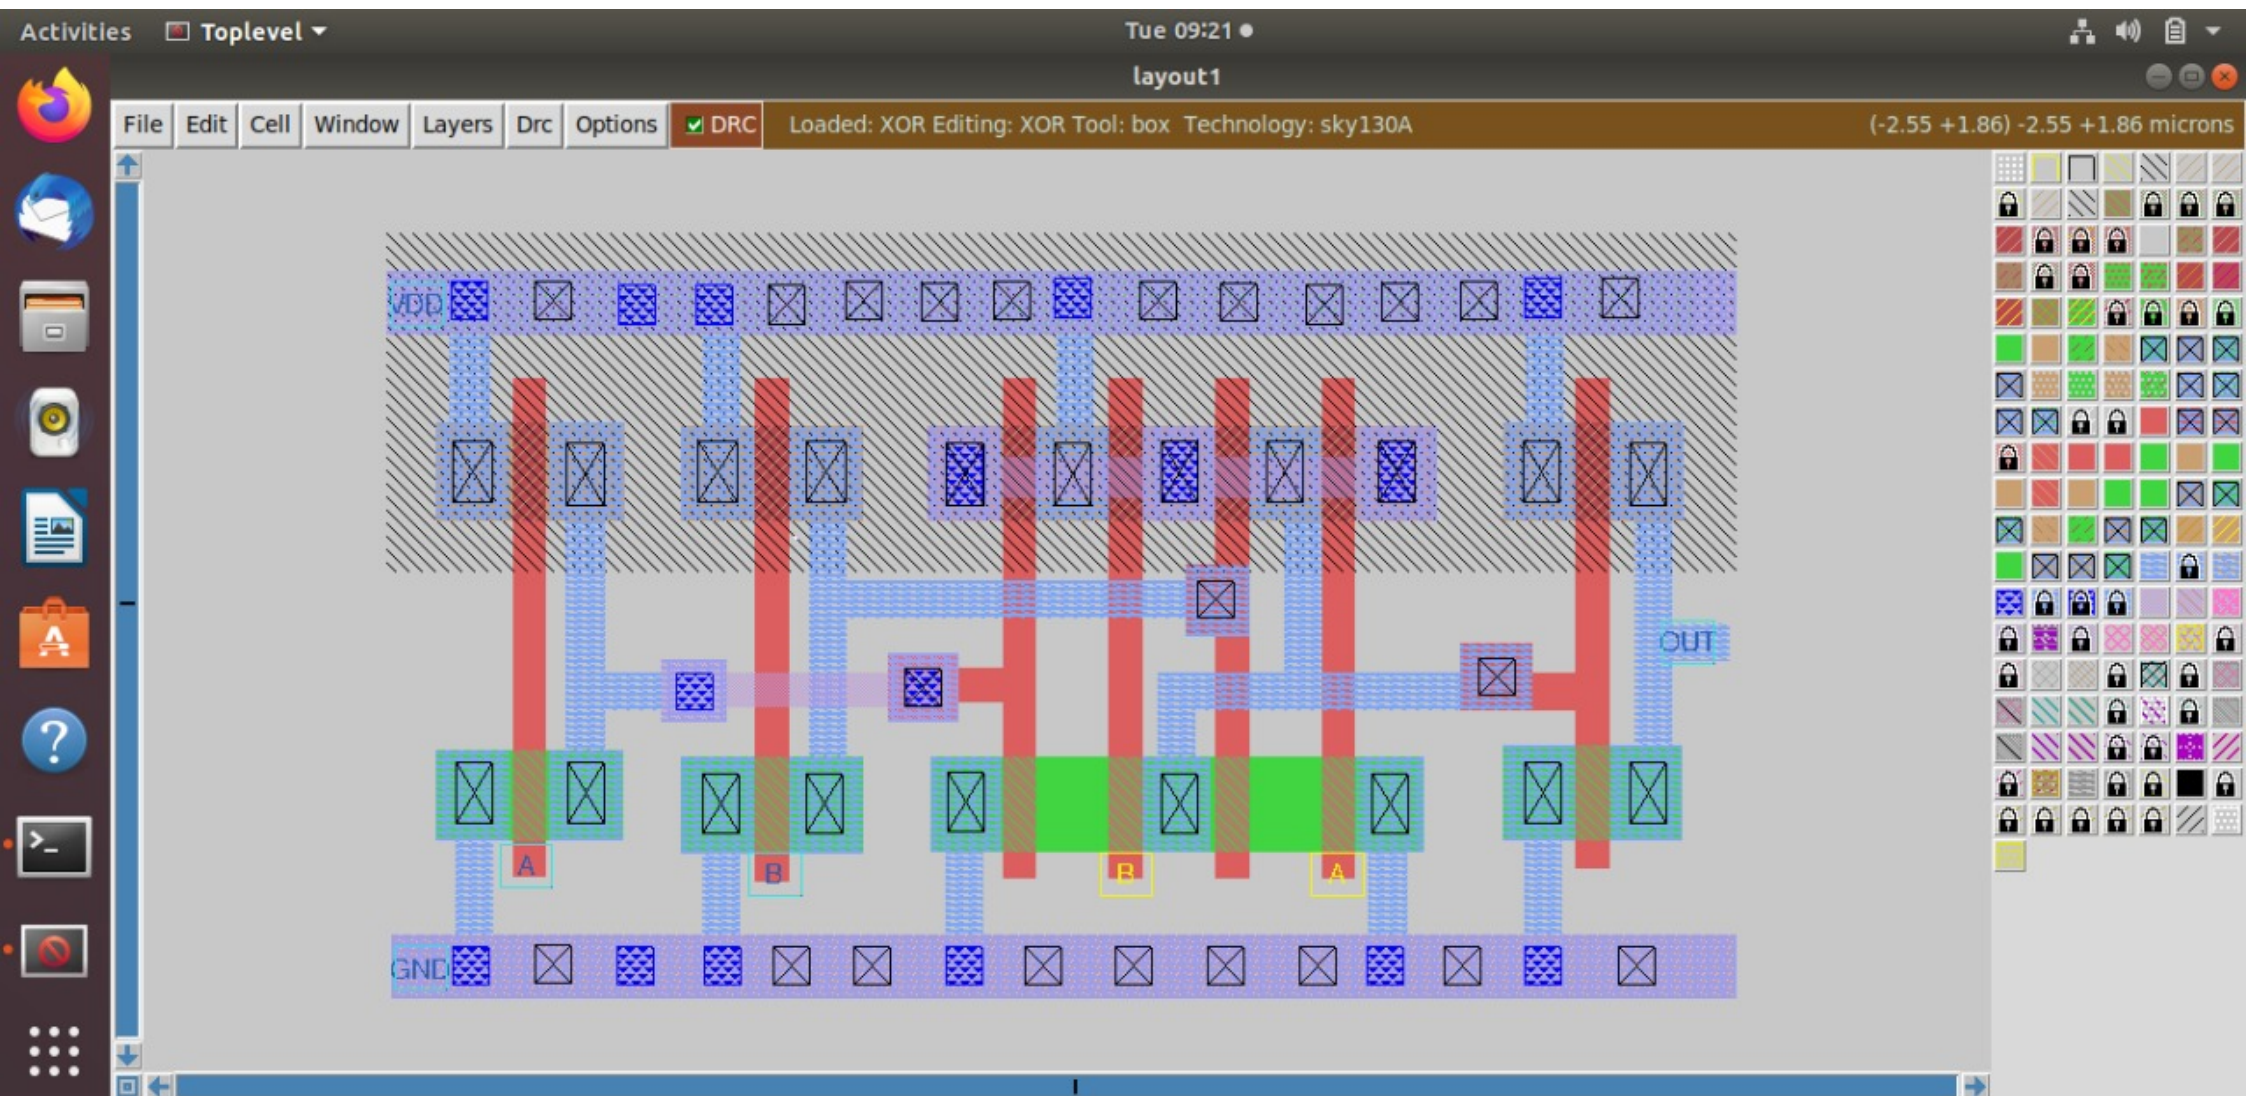 Activities Toplevel Tue 09:21
layout1
File Edit Cell Window Layers Drc Options DRC Loaded: XOR Editing: XOR Tool: box Technology: sky130A (-2.55 +1.86) -2.55 +1.86 microns
VDD
OUT
A B B A
GND